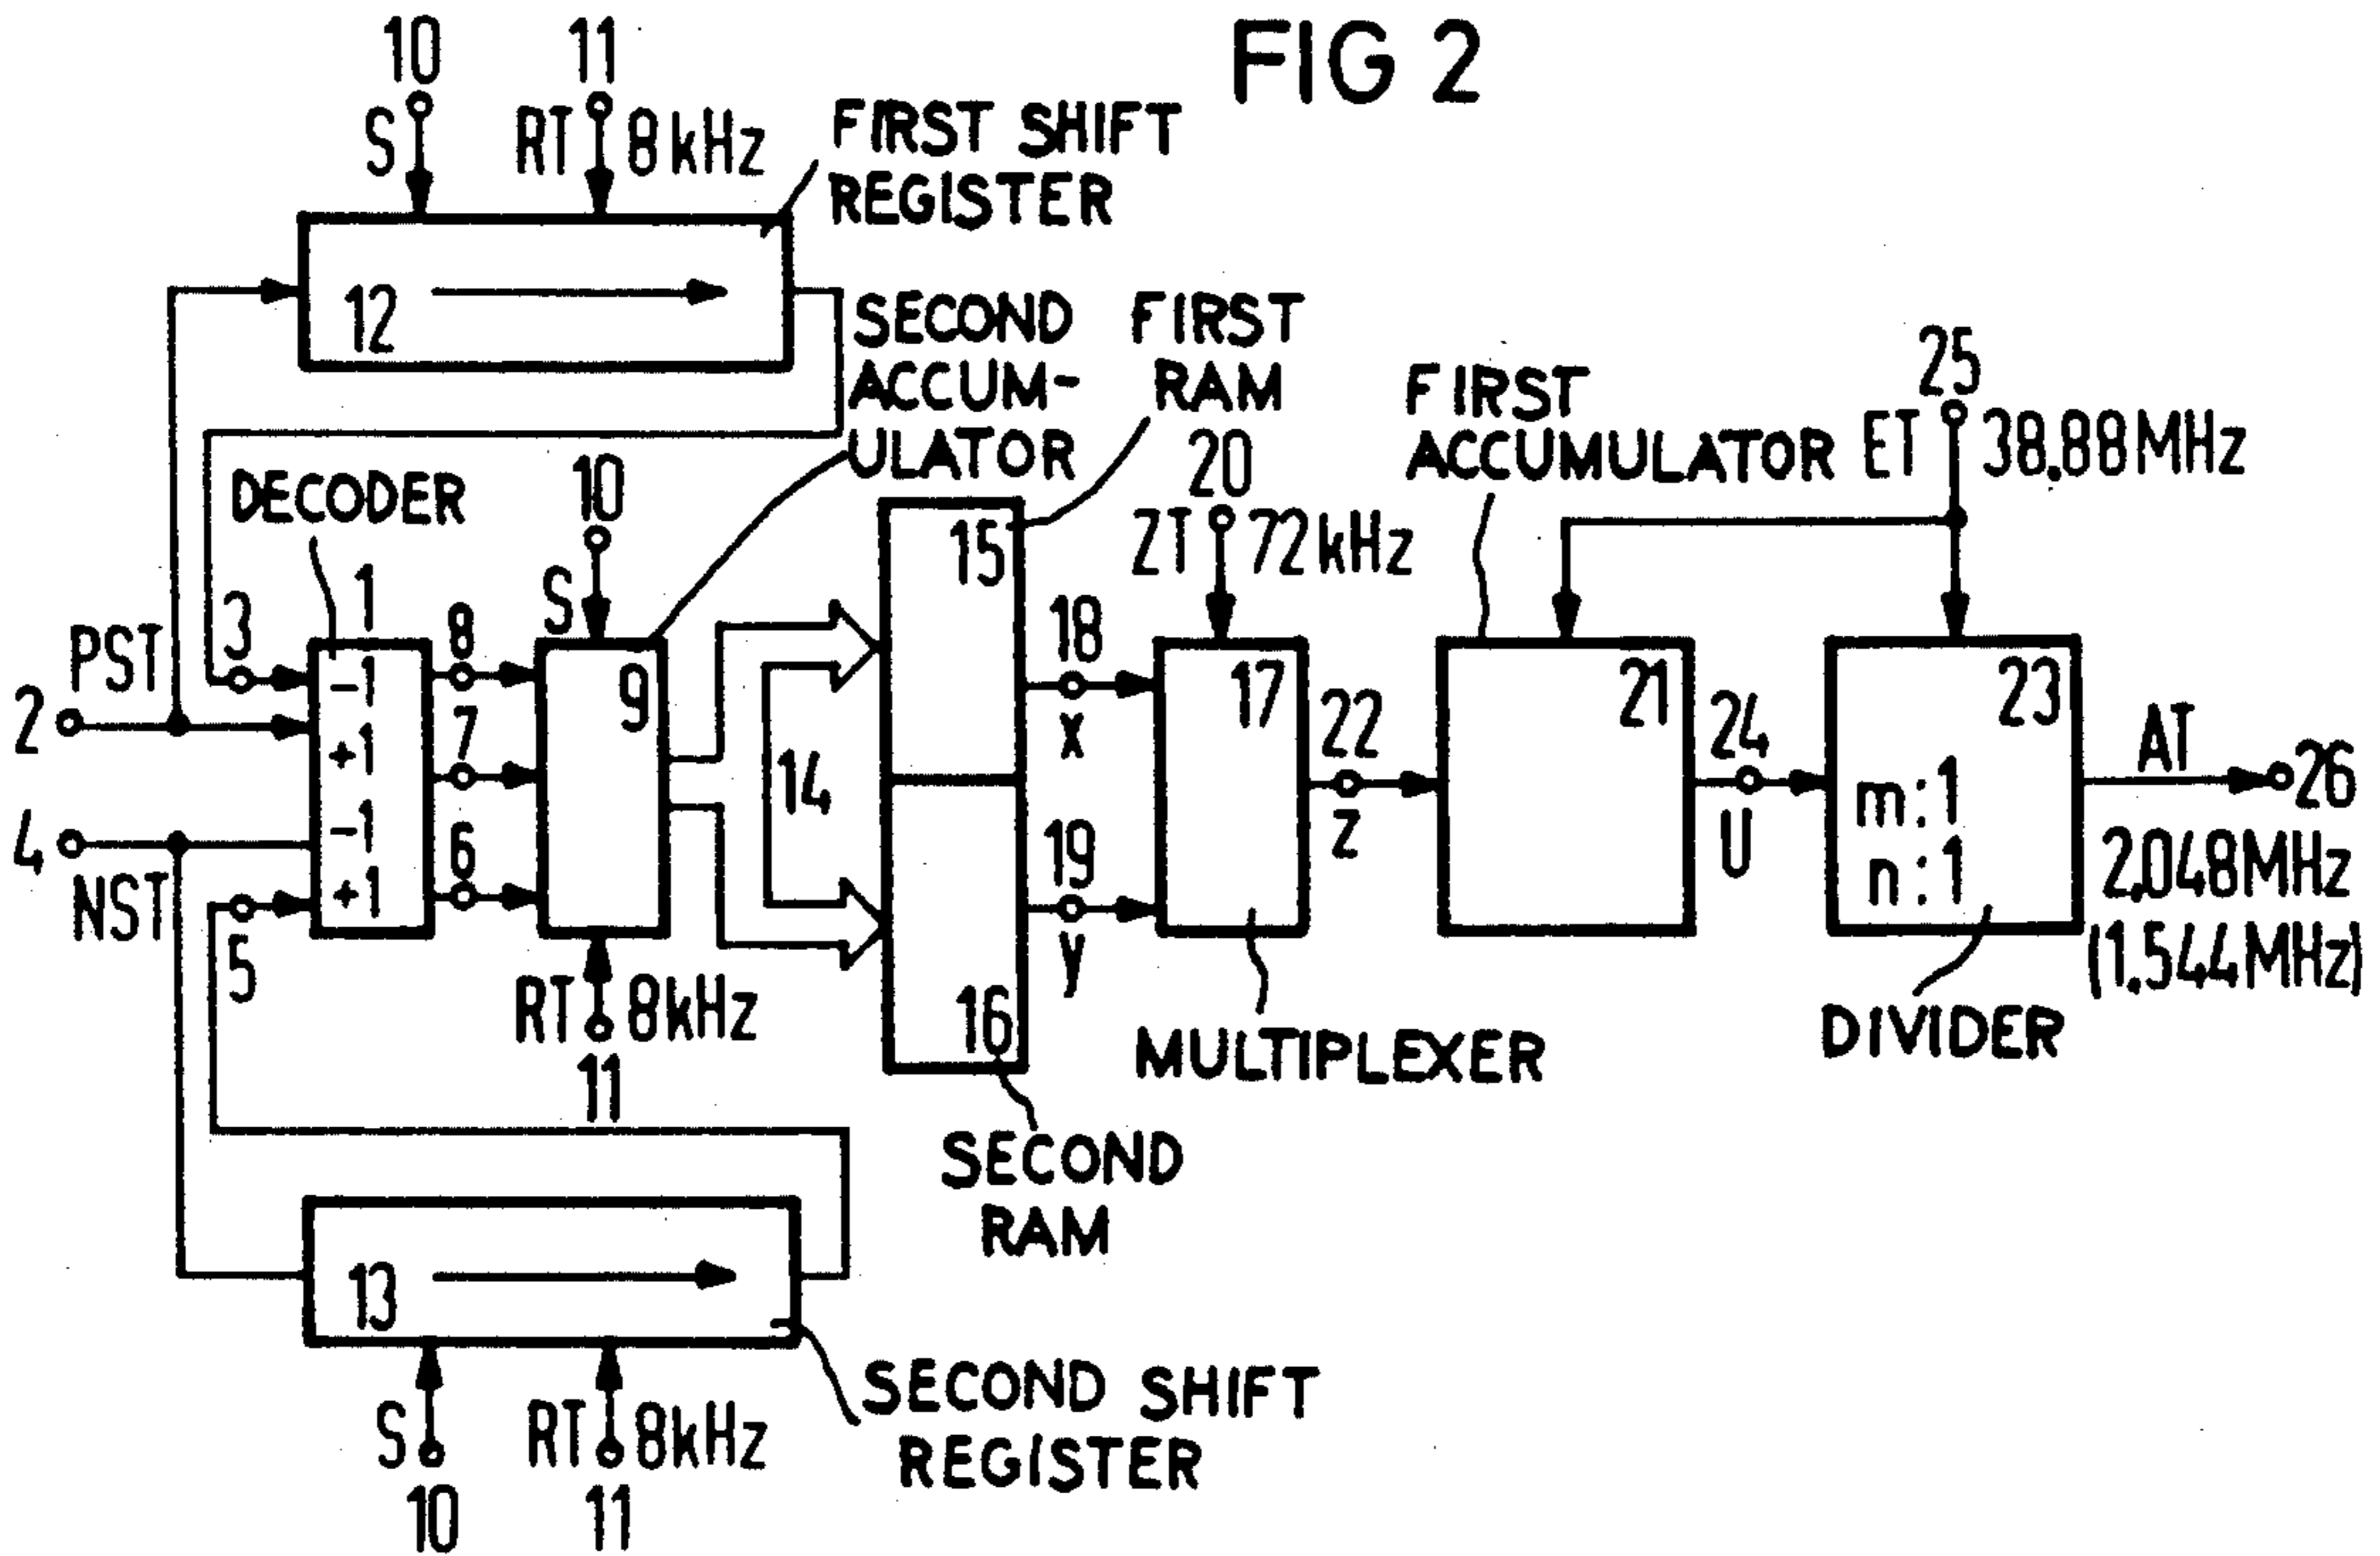 FIG 2
10
11
S
RT 8kHz
FIRST SHIFT
REGISTER
12
SECOND
ACCUM-
ULATOR
FIRST
RAM
FIRST
ACCUMULATOR
25
ET 38.88MHz
DECODER
10
S
20
ZT 72kHz
15
1
3
8
PST
2
-1
+1
-1
+1
7
6
9
14
18
x
17
22
z
21
24
U
23
m:1
n:1
AT
26
2.048MHz
(1.544MHz)
4
NST
5
19
y
RT 8kHz
11
16
MULTIPLEXER
DIVIDER
SECOND
RAM
13
SECOND SHIFT
REGISTER
S
RT 8kHz
10
11